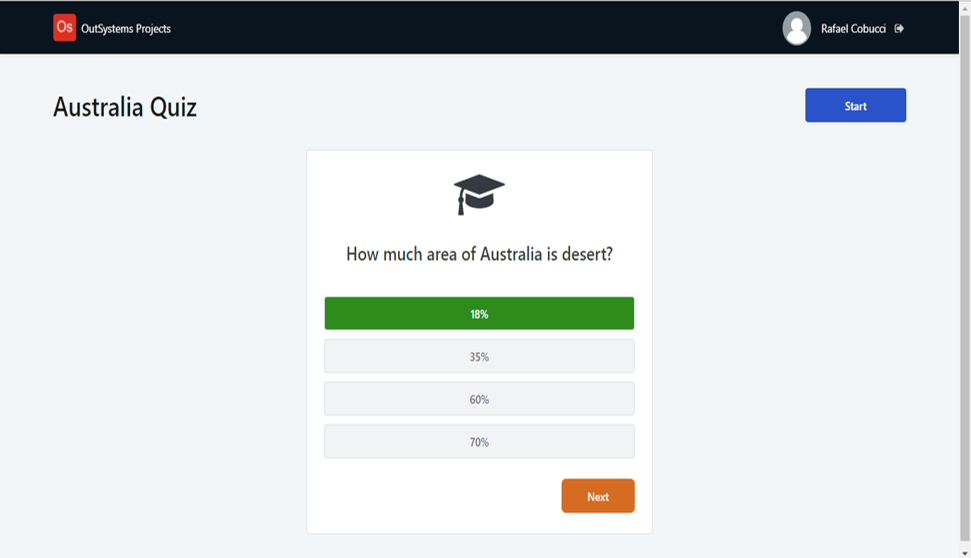 Os OutSystems Projects
Rafael Cobucci
Australia Quiz
Start
How much area of Australia is desert?
18%
35%
60%
70%
Next